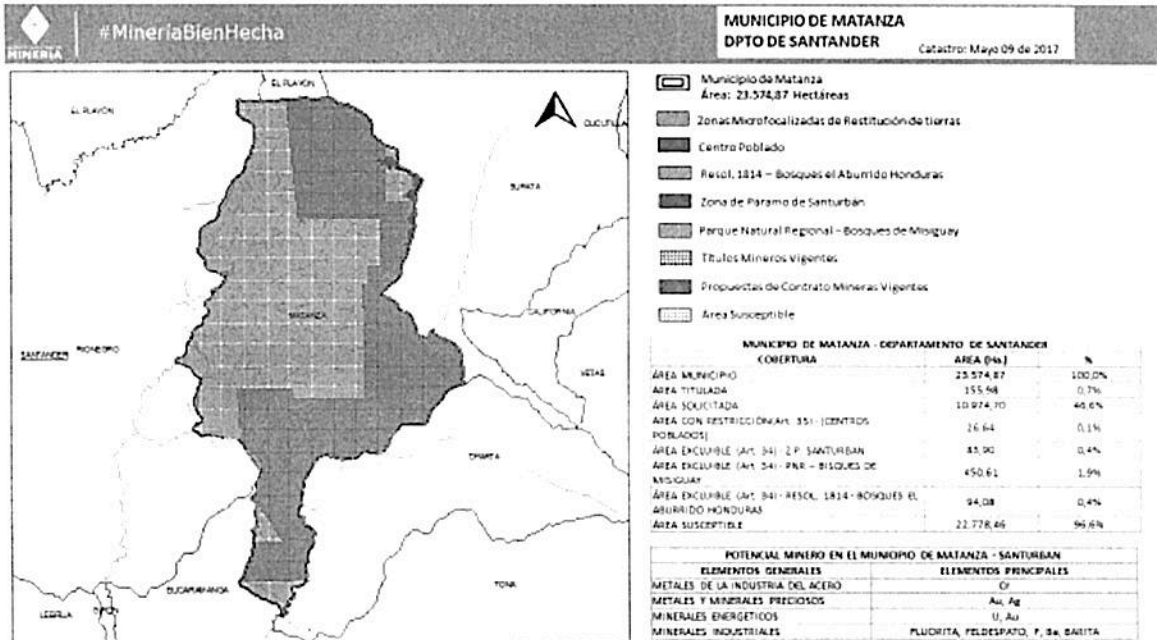 MINERÍA
#MineríaBienHecha
MUNICIPIO DE MATANZA
DPTO DE SANTANDER
Catastro: Mayo 09 de 2017
EL PLAYÓN
EL PLAYÓN
CUCUTILLA
SURATA
MATANZA
CALIFORNIA
SANTANDER
RIONEGRO
VETAS
CHARTA
BUCARAMANGA
TONA
LEBRIJA
Municipio de Matanza
Área: 23.574,87 Hectáreas
Zonas Microfocalizadas de Restitución de tierras
Centro Poblado
Resol. 1814 – Bosques el Aburrido Honduras
Zona de Paramo de Santurbán
Parque Natural Regional – Bosques de Misiguay
Títulos Mineros Vigentes
Propuestas de Contrato Mineras Vigentes
Área Susceptible
MUNICIPIO DE MATANZA - DEPARTAMENTO DE SANTANDER
COBERTURA AREA (Ha.) %
ÁREA MUNICIPIO 23.574,87 100,0%
ÁREA TITULADA 155,98 0,7%
ÁREA SOLICITADA 10.974,70 46,6%
ÁREA CON RESTRICCIÓN (Art. 35) - (CENTROS
POBLADOS) 26,64 0,1%
ÁREA EXCLUIBLE (Art. 34) - Z.P. SANTURBAN 83,90 0,4%
ÁREA EXCLUIBLE (Art. 34) - PNR – BISQUES DE
MISIGUAY 450,61 1,9%
ÁREA EXCLUIBLE (Art. 34) - RESOL. 1814 - BOSQUES EL
ABURRIDO HONDURAS 94,08 0,4%
ÁREA SUSCEPTIBLE 22.778,46 96,6%
POTENCIAL MINERO EN EL MUNICIPIO DE MATANZA - SANTURBAN
ELEMENTOS GENERALES ELEMENTOS PRINCIPALES
METALES DE LA INDUSTRIA DEL ACERO Cr
METALES Y MINERALES PRECIOSOS Au, Ag
MINERALES ENERGETICOS U, Au
MINERALES INDUSTRIALES FLUORITA, FELDESPATO, P, Ba, BARITA